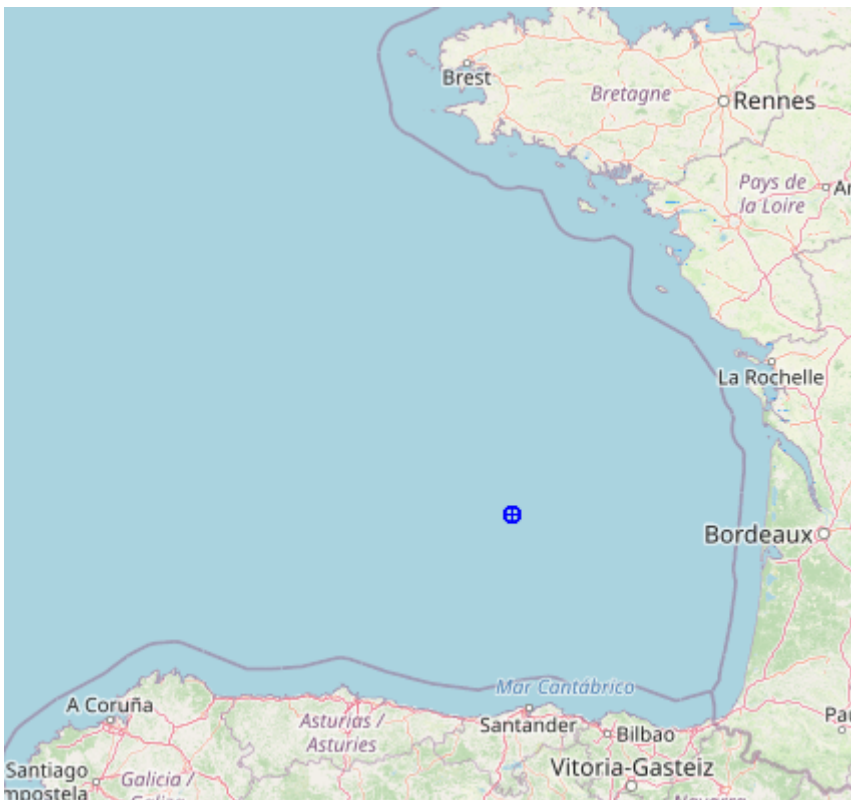 Brest
Bretagne
Rennes
Pays de
la Loire
La Rochelle
Bordeaux
Mar Cantábrico
A Coruña
Asturias /
Asturies
Santander
Bilbao
Santiago
Galicia /
Vitoria-Gasteiz